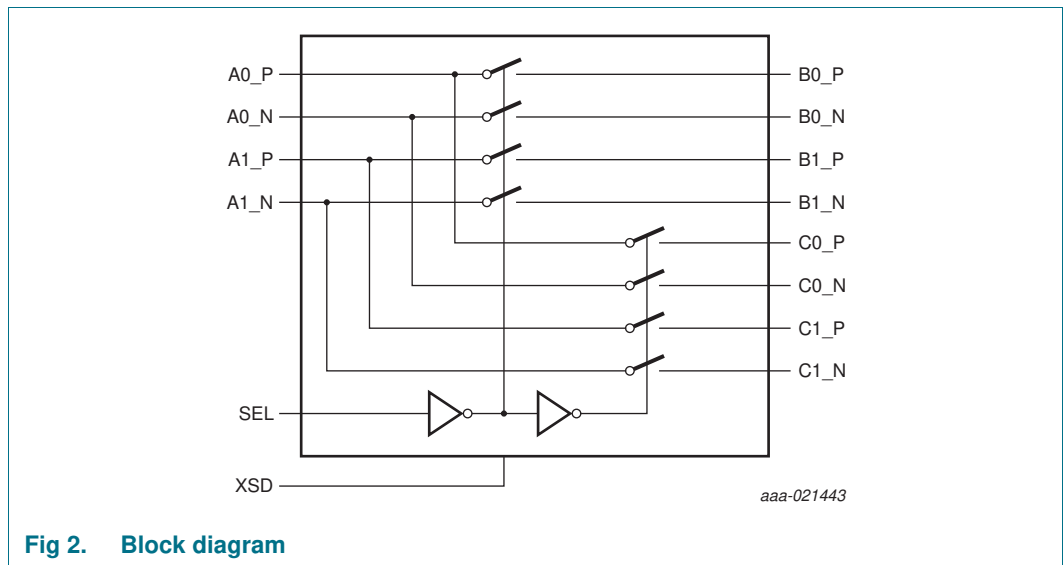 A0_P B0_P
A0_N B0_N
A1_P B1_P
A1_N B1_N
C0_P
C0_N
C1_P
C1_N
SEL
XSD
aaa-021443
Fig 2. Block diagram